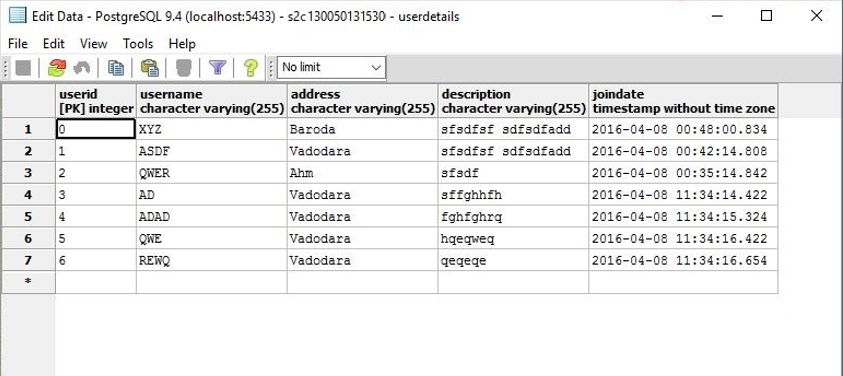 Edit Data - PostgreSQL 9.4 (localhost:5433) - s2c130050131530 - userdetails
File Edit View Tools Help
No limit
userid username address description joindate
[PK] integer character varying(255) character varying(255) character varying(255) timestamp without time zone
1 0 XYZ Baroda sfsdfsf sdfsdfadd 2016-04-08 00:48:00.834
2 1 ASDF Vadodara sfsdfsf sdfsdfadd 2016-04-08 00:42:14.808
3 2 QWER Ahm sfsdf 2016-04-08 00:35:14.842
4 3 AD Vadodara sffghhfh 2016-04-08 11:34:14.422
5 4 ADAD Vadodara fghfghrq 2016-04-08 11:34:15.324
6 5 QWE Vadodara hqeqweq 2016-04-08 11:34:16.422
7 6 REWQ Vadodara qeqeqe 2016-04-08 11:34:16.654
*